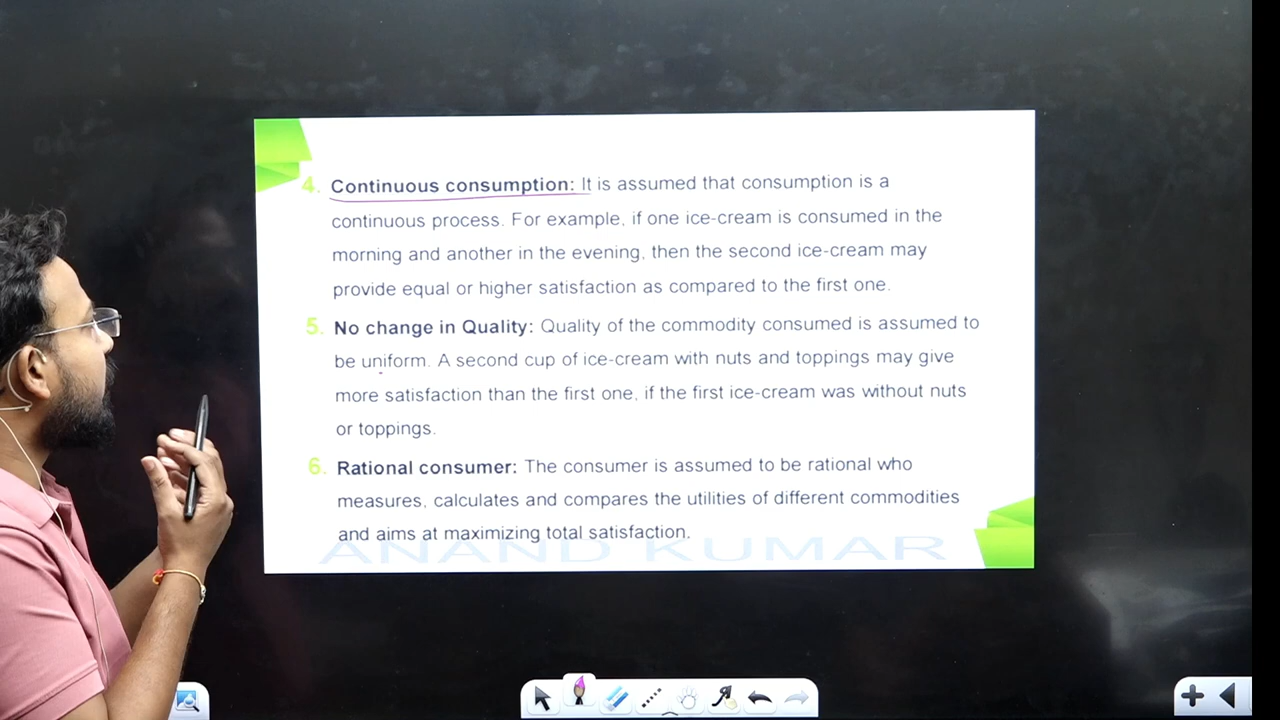 4. Continuous consumption: It is assumed that consumption is a
continuous process. For example, if one ice-cream is consumed in the
morning and another in the evening, then the second ice-cream may
provide equal or higher satisfaction as compared to the first one.
5. No change in Quality: Quality of the commodity consumed is assumed to
be uniform. A second cup of ice-cream with nuts and toppings may give
more satisfaction than the first one, if the first ice-cream was without nuts
or toppings.
6. Rational consumer: The consumer is assumed to be rational who
measures, calculates and compares the utilities of different commodities
and aims at maximizing total satisfaction.
ANAND KUMAR